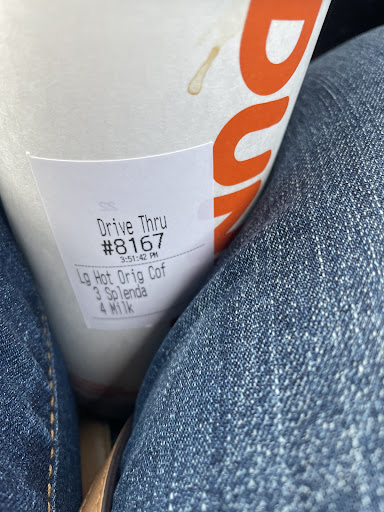 DUN
Drive Thru
#8167
3:51:42 PM
Lg Hot Orig Cof
3 Splenda
4 Milk